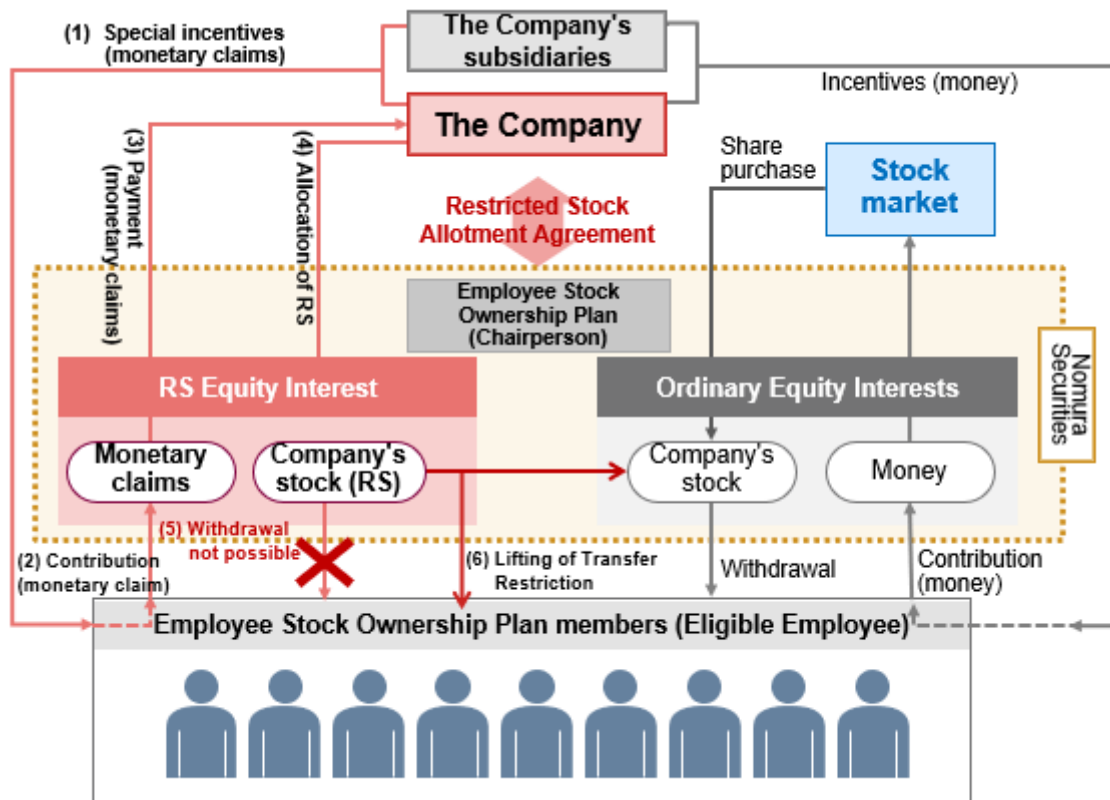 (1) Special incentives
(monetary claims)
The Company's
subsidiaries
The Company
Incentives (money)
(3) Payment
(monetary claims)
(4) Allocation of RS
Share
purchase
Stock
market
Restricted Stock
Allotment Agreement
Employee Stock
Ownership Plan
(Chairperson)
Nomura
Securities
RS Equity Interest
Ordinary Equity Interests
Monetary
claims
Company's
stock (RS)
Company's
stock
Money
(5) Withdrawal
not possible
(2) Contribution
(monetary claim)
(6) Lifting of Transfer
Restriction
Withdrawal
Contribution
(money)
Employee Stock Ownership Plan members (Eligible Employee)